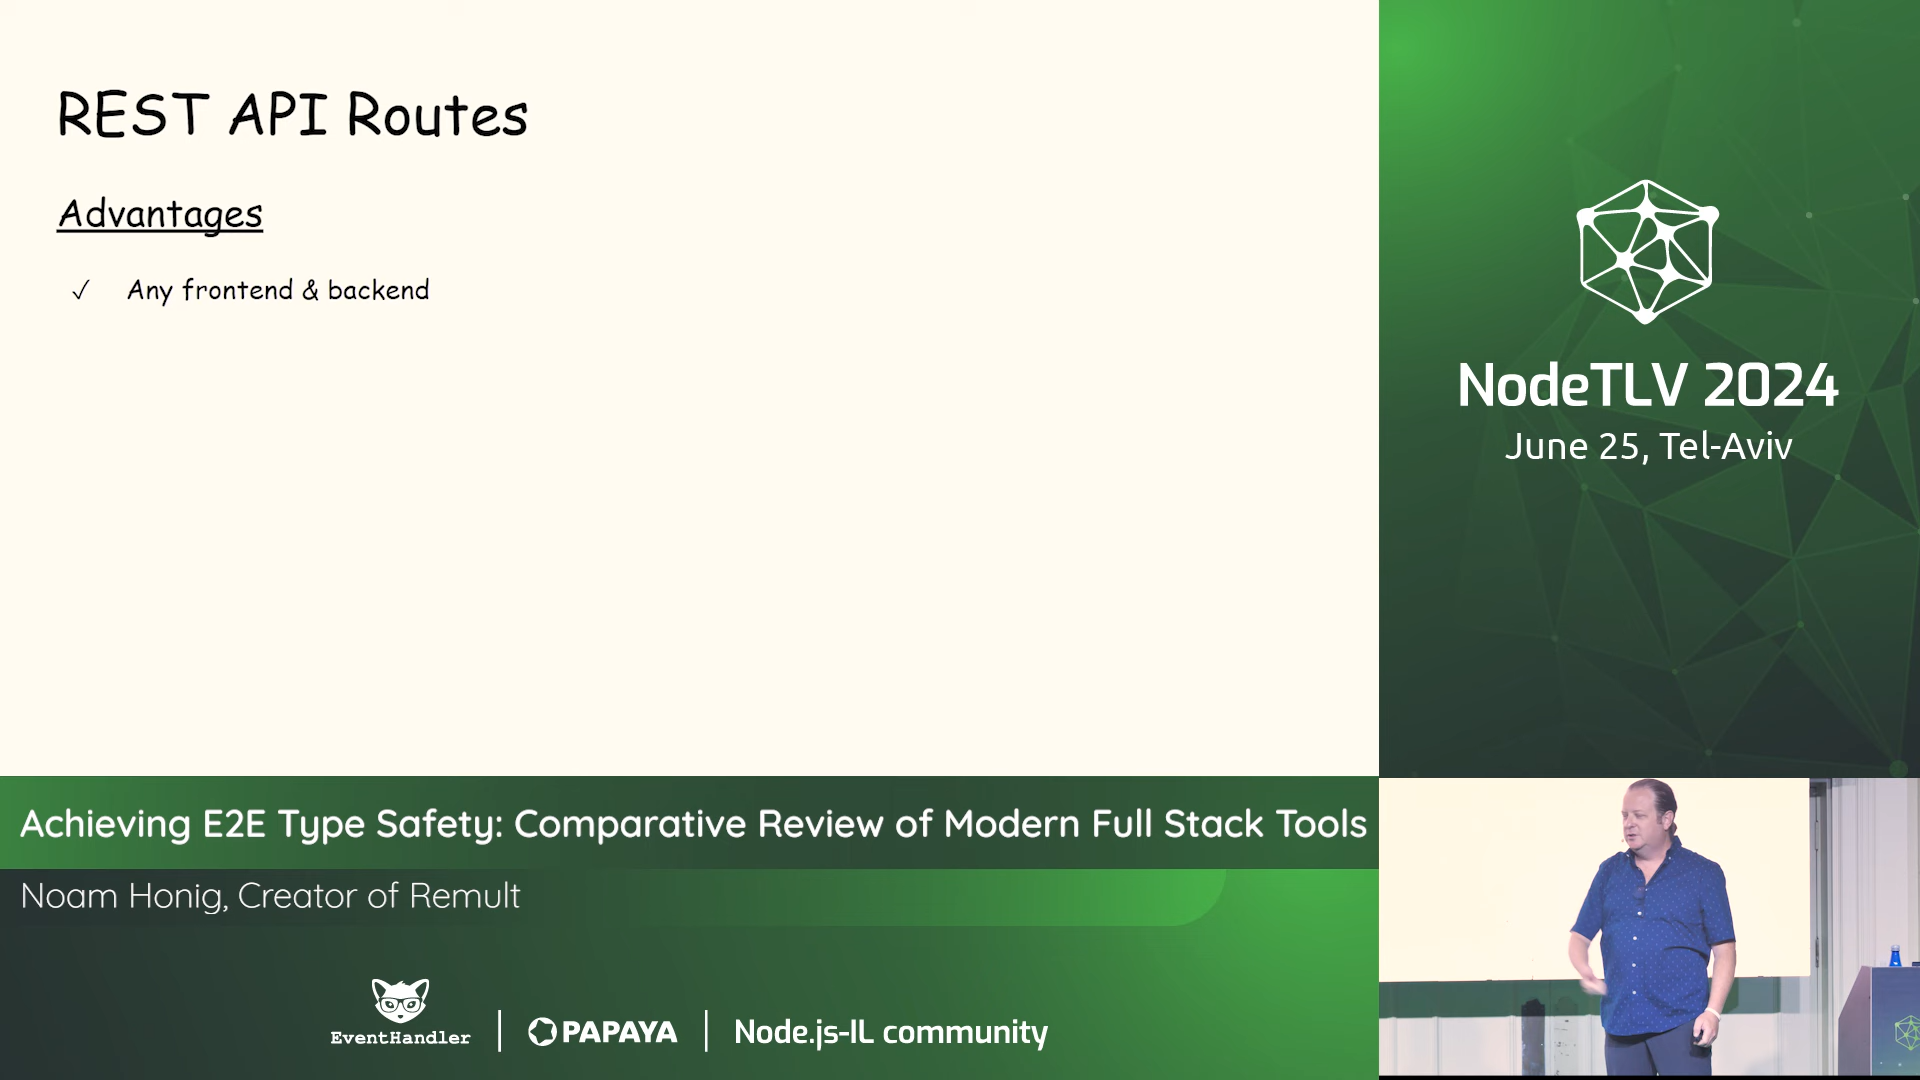 REST API Routes
Advantages
✓ Any frontend & backend
NodeTLV 2024
June 25, Tel-Aviv
Achieving E2E Type Safety: Comparative Review of Modern Full Stack Tools
Noam Honig, Creator of Remult
EventHandler
PAPAYA
Node.js-IL community